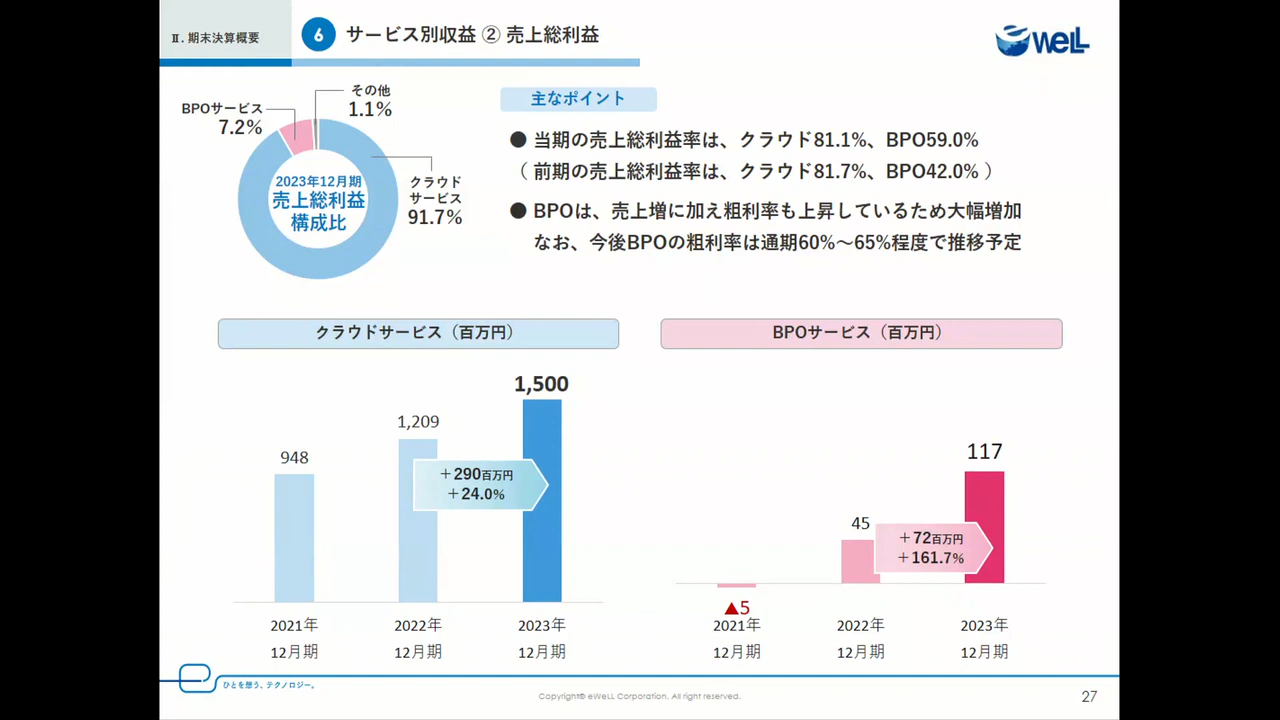 Ⅱ. 期末決算概要
6 サービス別収益 ② 売上総利益
eWeLL
その他
1.1%
BPOサービス
7.2%
クラウド
サービス
91.7%
2023年12月期
売上総利益
構成比
主なポイント
● 当期の売上総利益率は、クラウド81.1%、BPO59.0%
（ 前期の売上総利益率は、クラウド81.7%、BPO42.0% ）
● BPOは、売上増に加え粗利率も上昇しているため大幅増加
なお、今後BPOの粗利率は通期60%～65%程度で推移予定
クラウドサービス（百万円）
948
1,209
1,500
＋290百万円
＋24.0%
2021年
12月期
2022年
12月期
2023年
12月期
BPOサービス（百万円）
▲5
45
117
＋72百万円
＋161.7%
2021年
12月期
2022年
12月期
2023年
12月期
ひとを想う、テクノロジー。
Copyright© eWeLL Corporation. All right reserved.
27